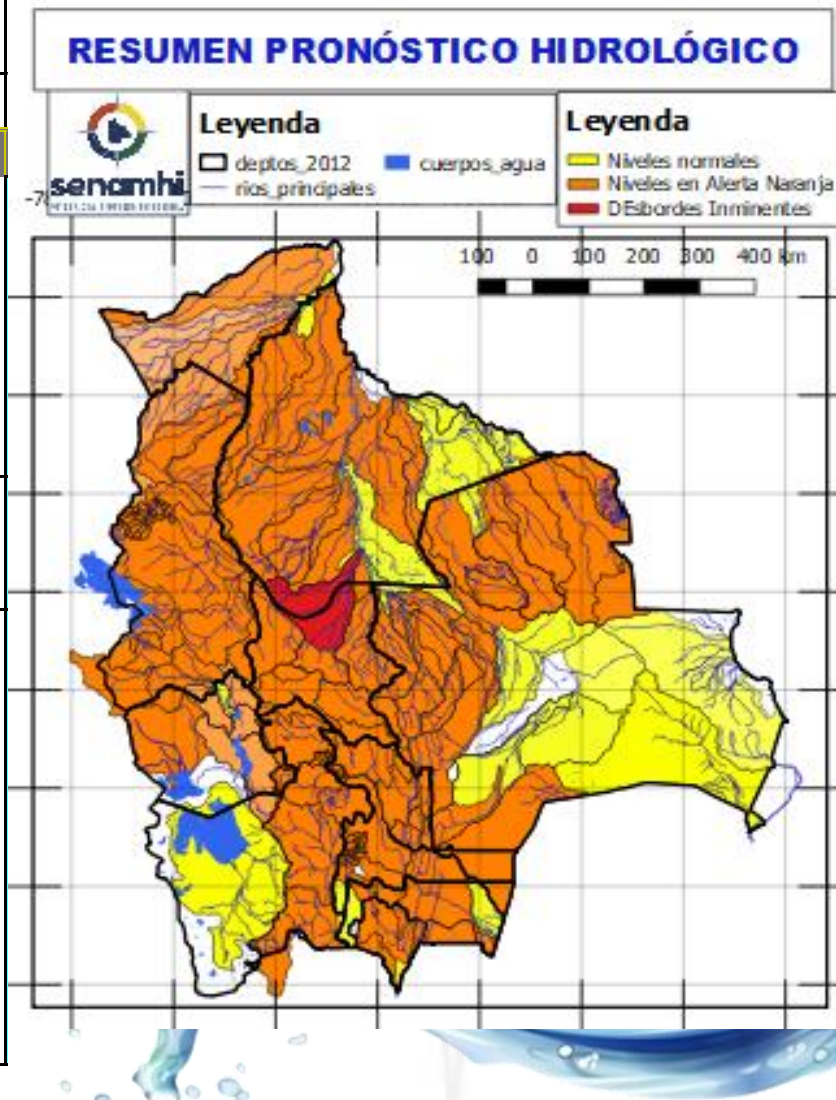 RESUMEN PRONÓSTICO HIDROLÓGICO
senamhi
Leyenda
deptos_2012
cuerpos_agua
rios_principales
Leyenda
Niveles normales
Niveles en Alerta Naranja
DEsbordes Inminentes
100 0 100 200 300 400 km